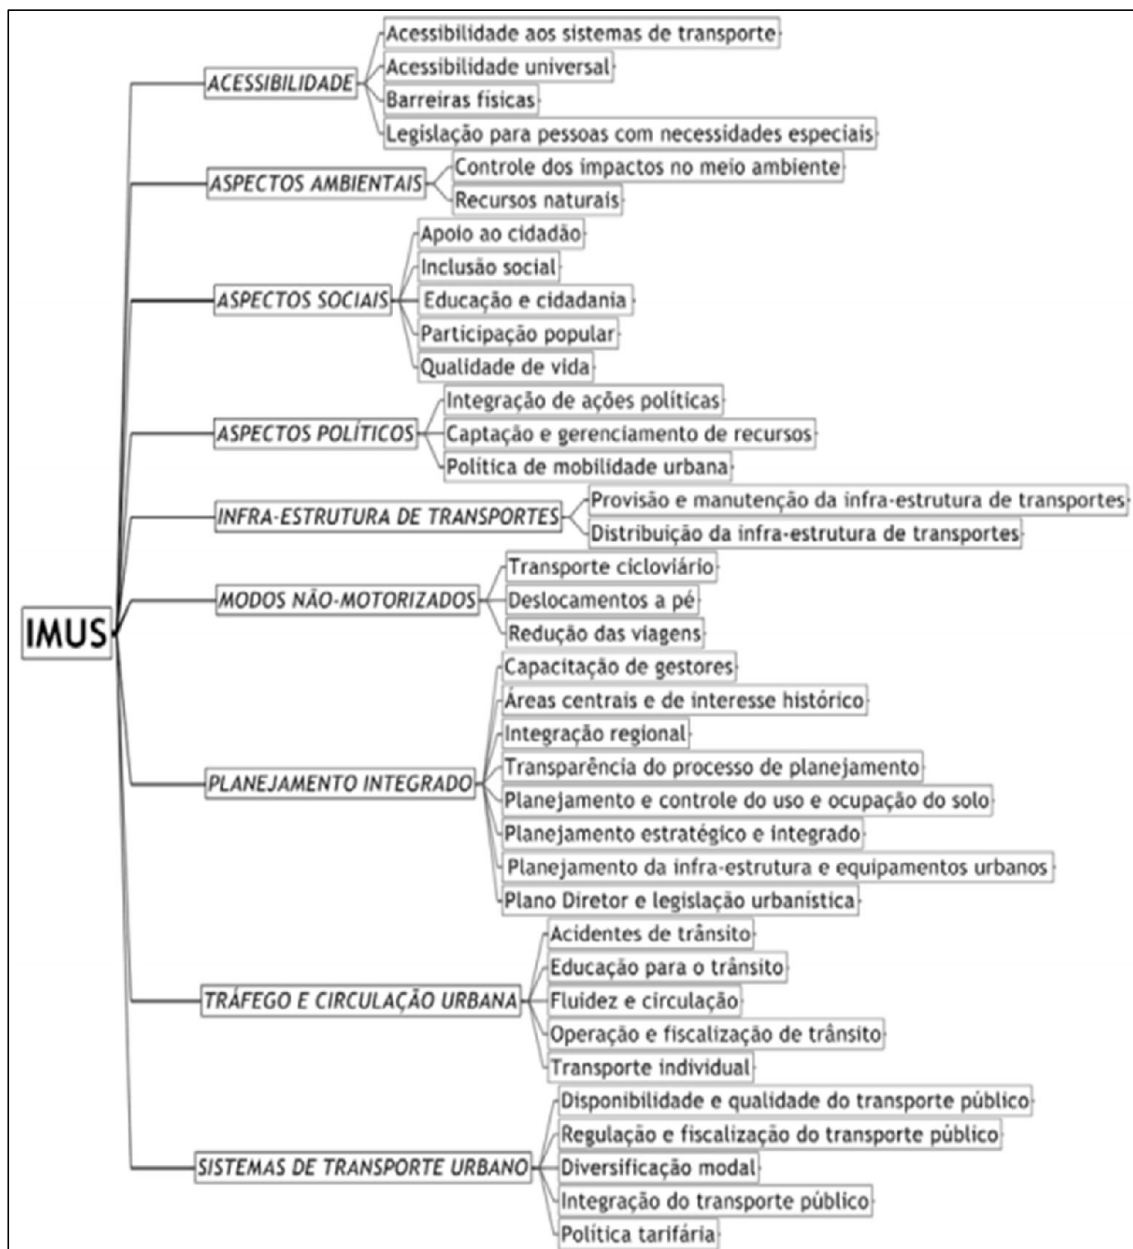 Acessibilidade aos sistemas de transporte
Acessibilidade universal
ACESSIBILIDADE
Barreiras físicas
Legislação para pessoas com necessidades especiais
Controle dos impactos no meio ambiente
ASPECTOS AMBIENTAIS
Recursos naturais
Apoio ao cidadão
Inclusão social
ASPECTOS SOCIAIS
Educação e cidadania
Participação popular
Qualidade de vida
Integração de ações políticas
ASPECTOS POLÍTICOS
Captação e gerenciamento de recursos
Política de mobilidade urbana
Provisão e manutenção da infra-estrutura de transportes
INFRA-ESTRUTURA DE TRANSPORTES
Distribuição da infra-estrutura de transportes
Transporte cicloviário
MODOS NÃO-MOTORIZADOS
Deslocamentos a pé
Redução das viagens
IMUS
Capacitação de gestores
Áreas centrais e de interesse histórico
Integração regional
Transparência do processo de planejamento
PLANEJAMENTO INTEGRADO
Planejamento e controle do uso e ocupação do solo
Planejamento estratégico e integrado
Planejamento da infra-estrutura e equipamentos urbanos
Plano Diretor e legislação urbanística
Acidentes de trânsito
Educação para o trânsito
TRÁFEGO E CIRCULAÇÃO URBANA
Fluidez e circulação
Operação e fiscalização de trânsito
Transporte individual
Disponibilidade e qualidade do transporte público
Regulação e fiscalização do transporte público
SISTEMAS DE TRANSPORTE URBANO
Diversificação modal
Integração do transporte público
Política tarifária